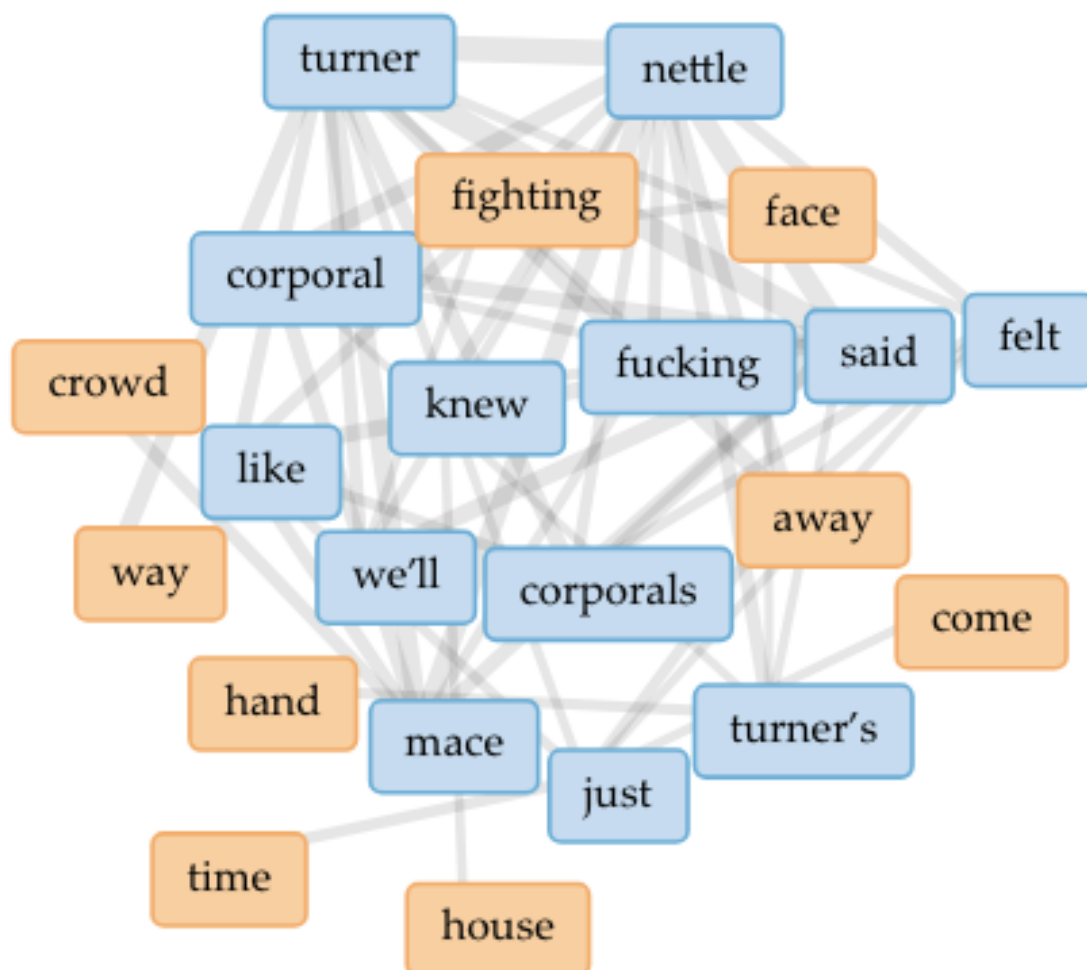 turner
nettle
fighting
face
corporal
felt
said
fucking
crowd
knew
like
away
way
we’ll
corporals
come
hand
turner’s
mace
just
time
house